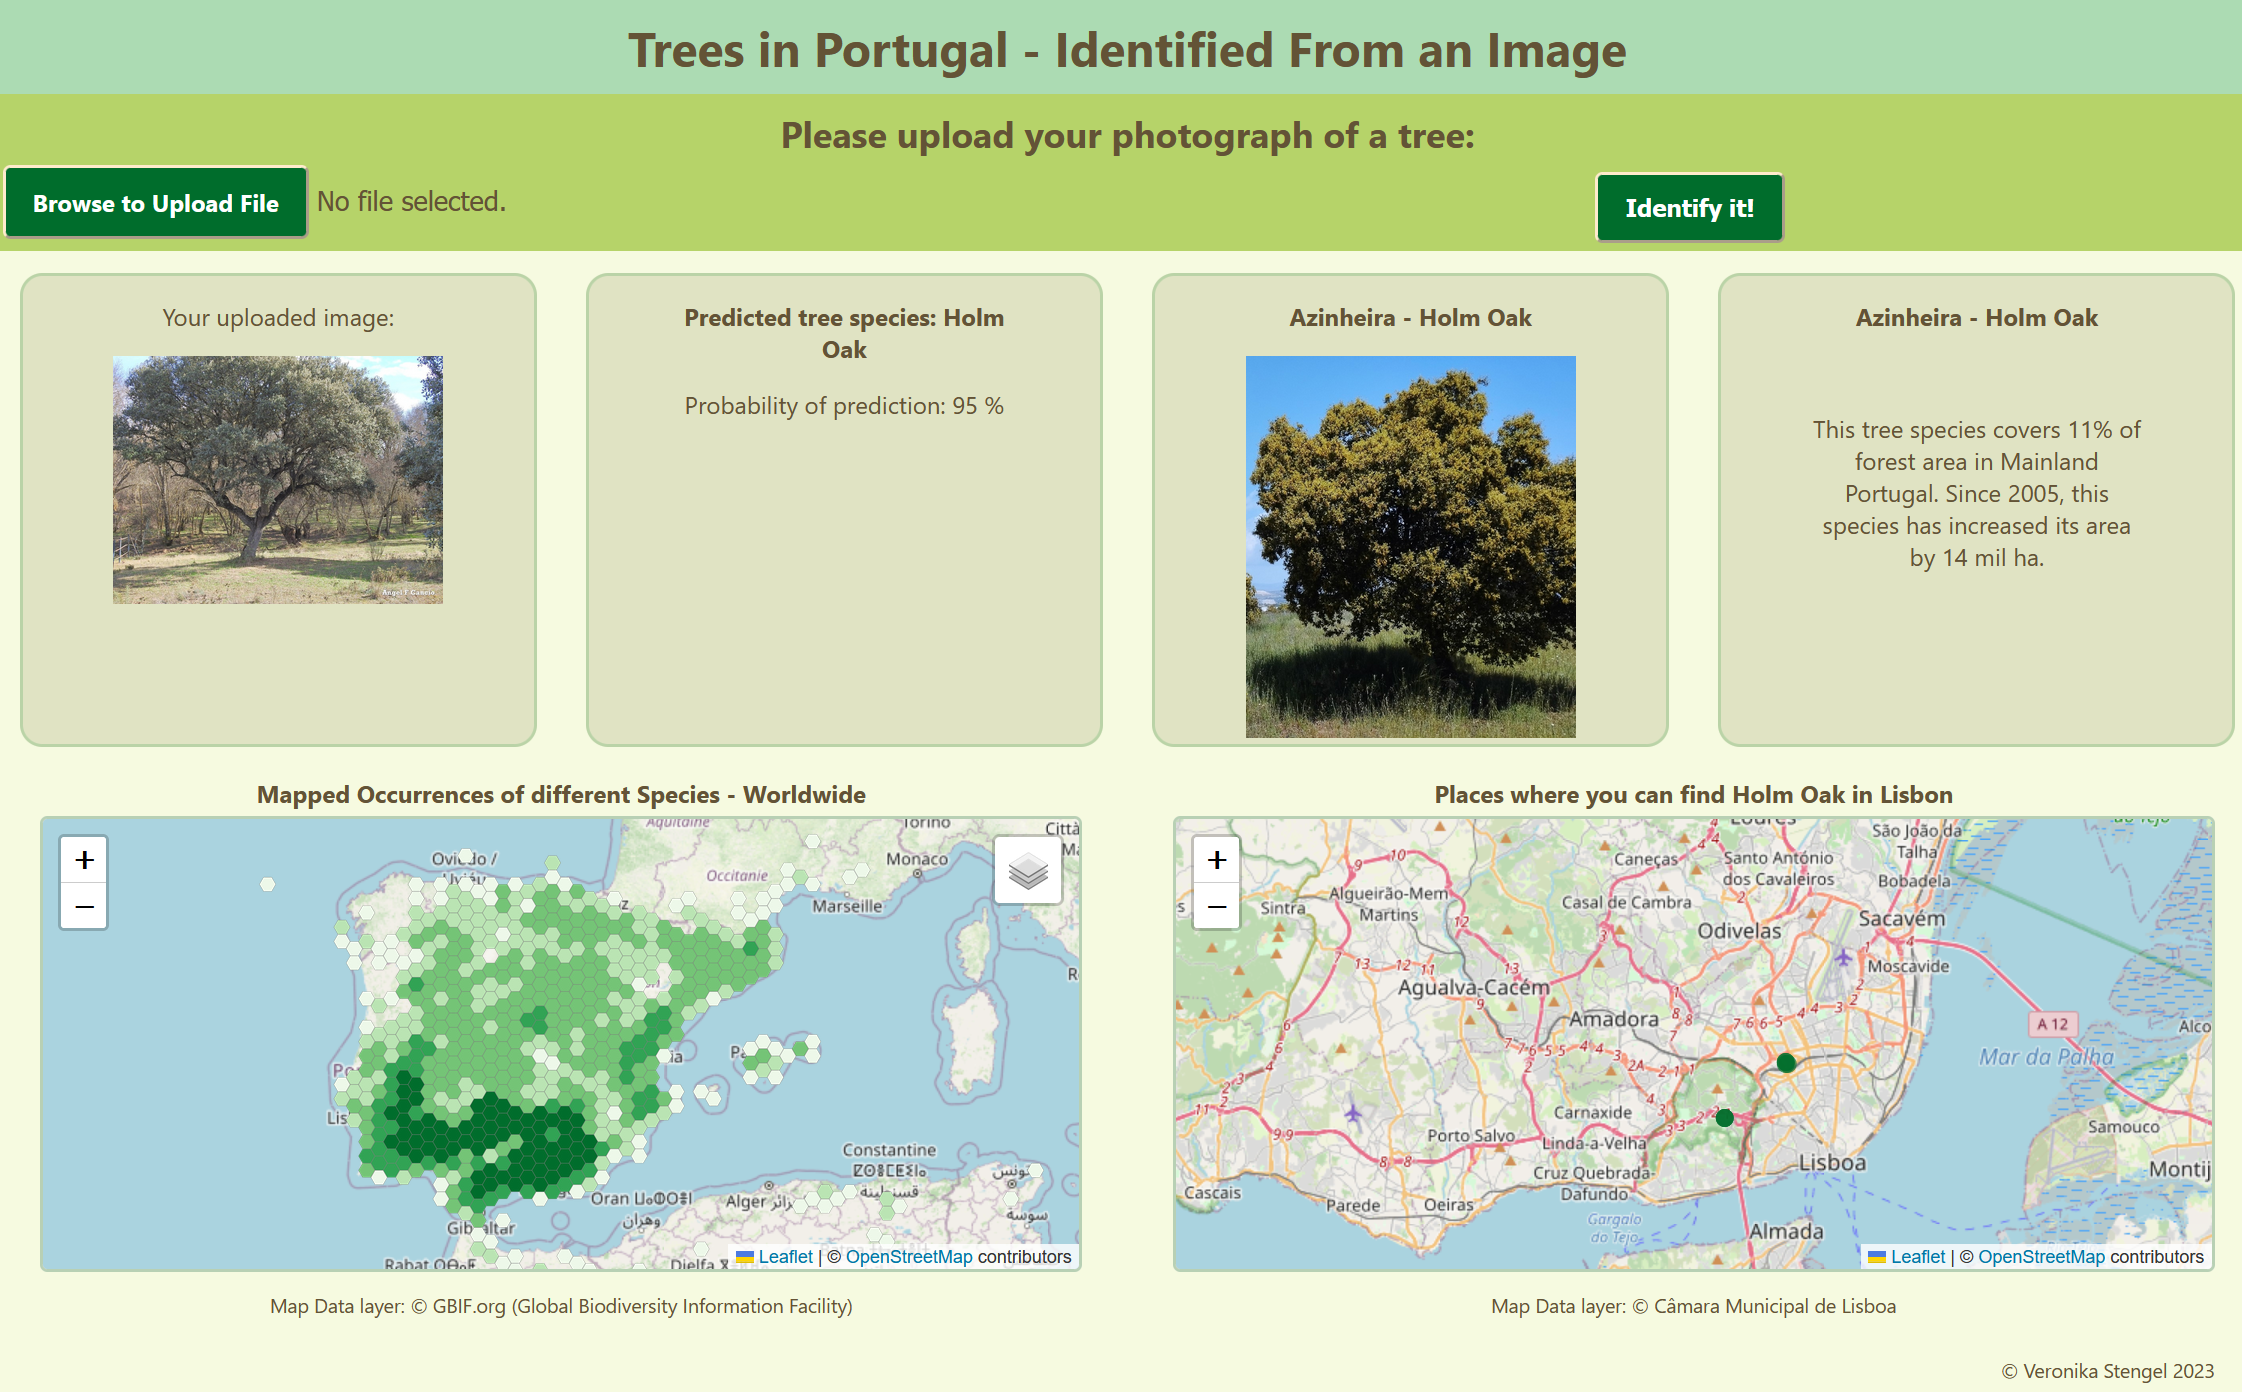 Trees in Portugal - Identified From an Image
Please upload your photograph of a tree:
Browse to Upload File
No file selected.
Identify it!
Your uploaded image:
Angel T Cancio
Predicted tree species: Holm
Oak
Probability of prediction: 95 %
Azinheira - Holm Oak
Azinheira - Holm Oak
This tree species covers 11% of
forest area in Mainland
Portugal. Since 2005, this
species has increased its area
by 14 mil ha.
Mapped Occurrences of different Species - Worldwide
+
−
Aquitaine
Torino
Città
Monaco
Occitanie
Marseille
Oviedo /
Uviéu
Lis
Constantine
Oran
وهران
Alger
قسنطينة
تونس
سوسة
Gibraltar
Rabat
Djelfa
Leaflet | © OpenStreetMap contributors
Map Data layer: © GBIF.org (Global Biodiversity Information Facility)
Places where you can find Holm Oak in Lisbon
+
−
Loures
São João da
Talha
Caneças
Santo António
dos Cavaleiros
Bobadela
Algueirão-Mem
Martins
Sintra
Casal de Cambra
Sacavém
Odivelas
Moscavide
Agualva-Cacém
Amadora
A 12
Alco
Mar da Palha
Carnaxide
Samouco
Porto Salvo
Linda-a-Velha
Lisboa
Montij
Cruz Quebrada-
Dafundo
Cascais
Parede
Oeiras
Gargalo
do Tejo
Almada
Leaflet | © OpenStreetMap contributors
Map Data layer: © Câmara Municipal de Lisboa
© Veronika Stengel 2023